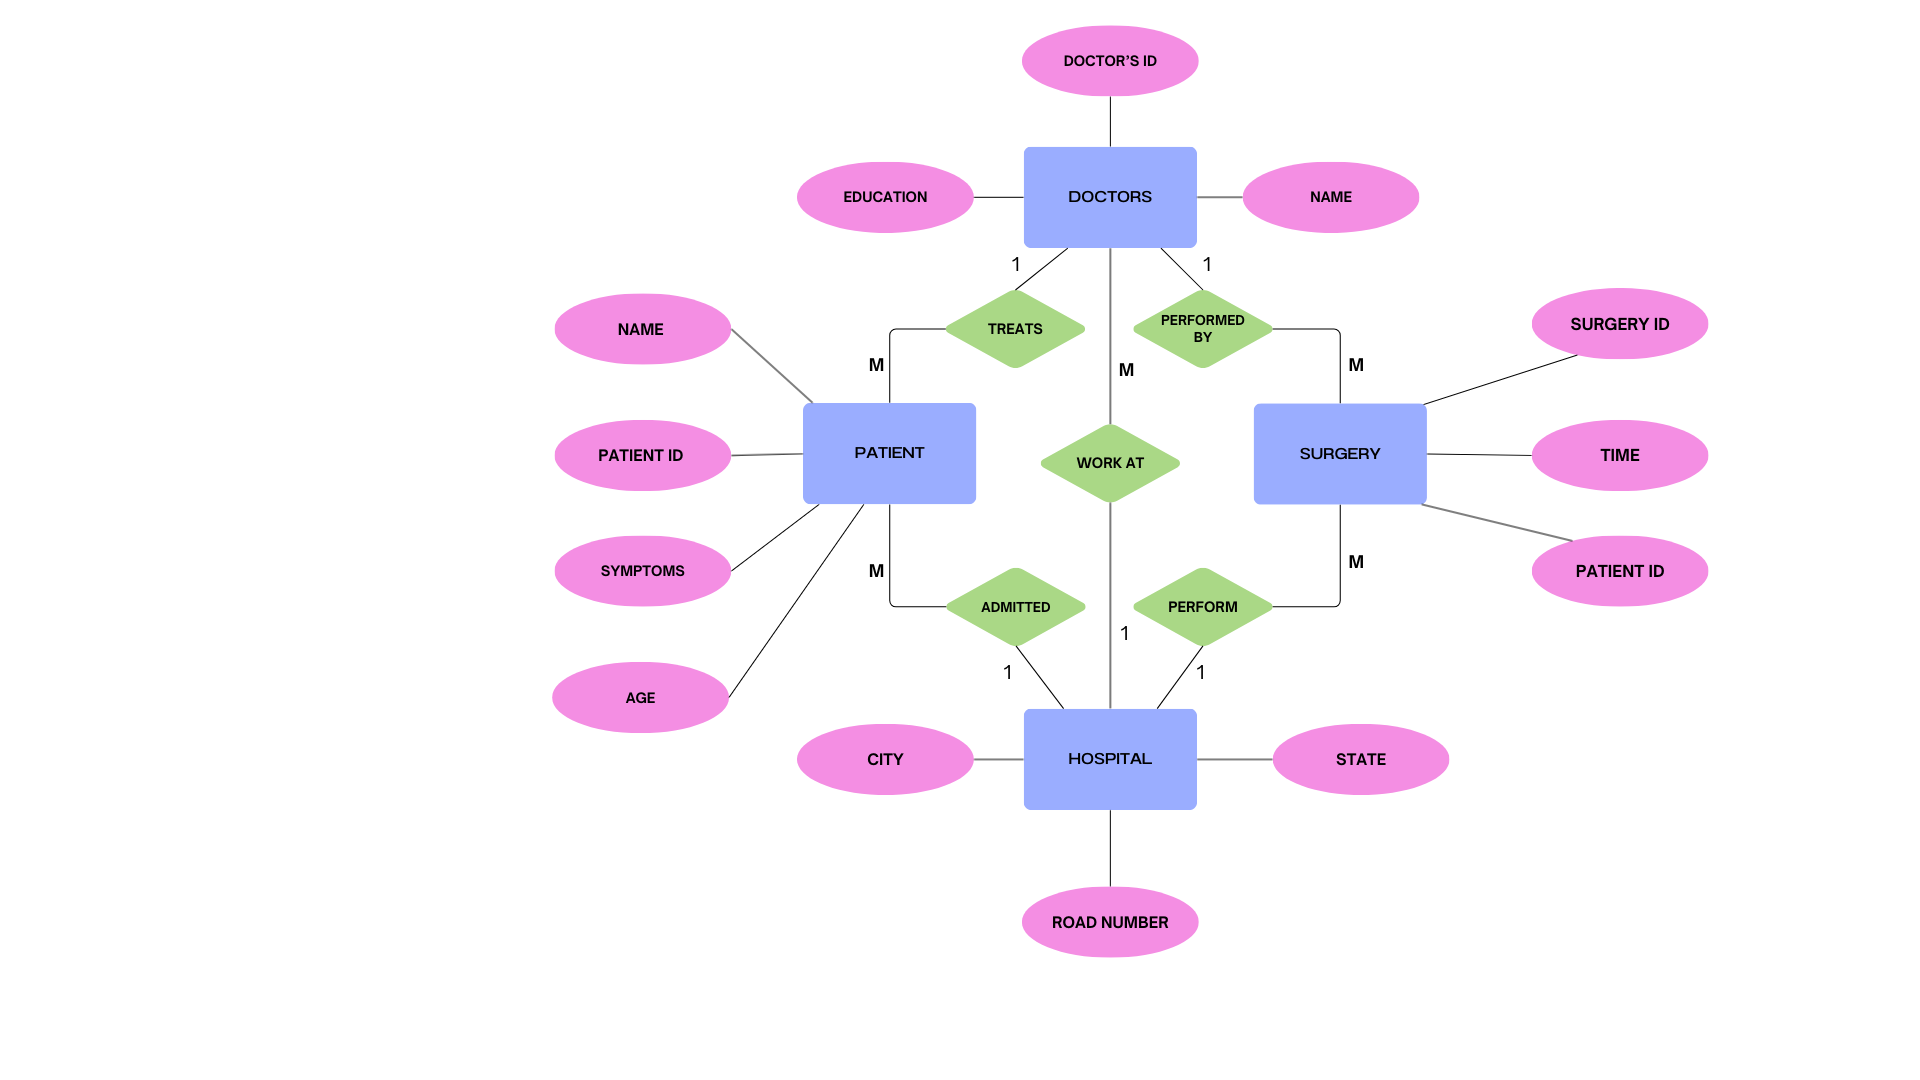 DOCTOR’S ID
EDUCATION
DOCTORS
NAME
1
1
NAME
TREATS
PERFORMED
BY
SURGERY ID
M
M
M
PATIENT ID
PATIENT
WORK AT
SURGERY
TIME
SYMPTOMS
M
M
PATIENT ID
ADMITTED
PERFORM
1
1
1
AGE
CITY
HOSPITAL
STATE
ROAD NUMBER